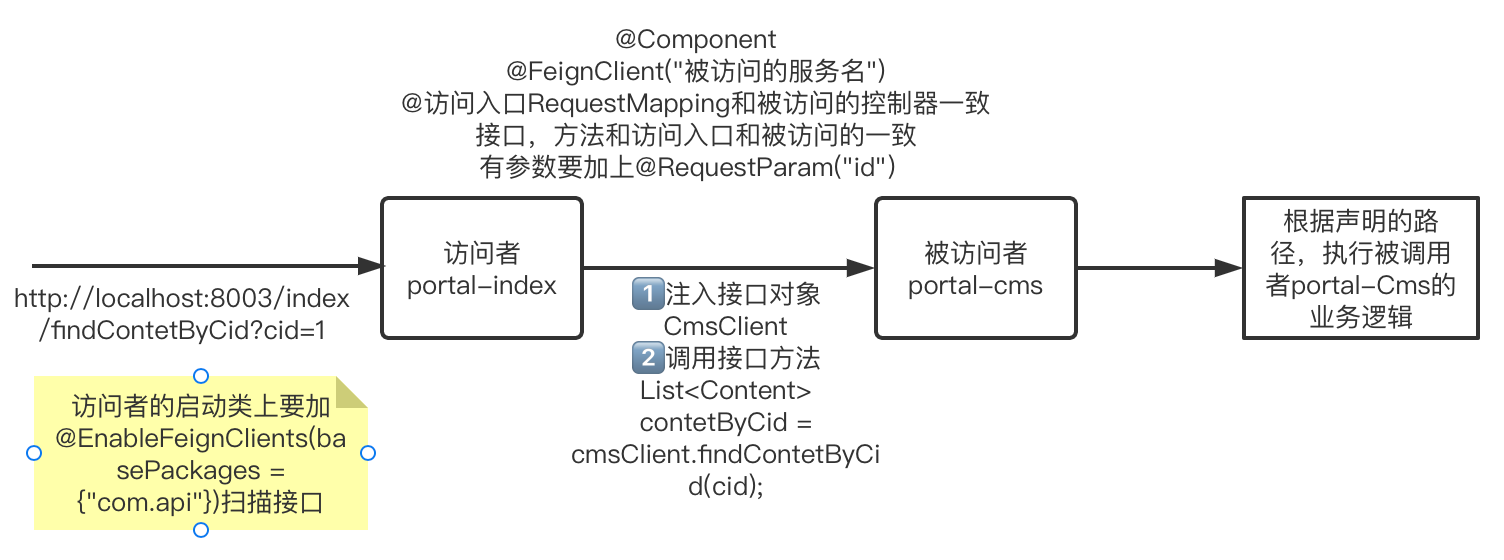 @Component
@FeignClient("被访问的服务名")
@访问入口RequestMapping和被访问的控制器一致
接口，方法和访问入口和被访问的一致
有参数要加上@RequestParam("id")
访问者
portal-index
被访问者
portal-cms
根据声明的路
径，执行被调用
者portal-Cms的
业务逻辑
http://localhost:8003/index
/findContetByCid?cid=1
1注入接口对象
CmsClient
2调用接口方法
List<Content>
contetByCid =
cmsClient.findContetByCi
d(cid);
访问者的启动类上要加
@EnableFeignClients(ba
sePackages =
{"com.api"})扫描接口